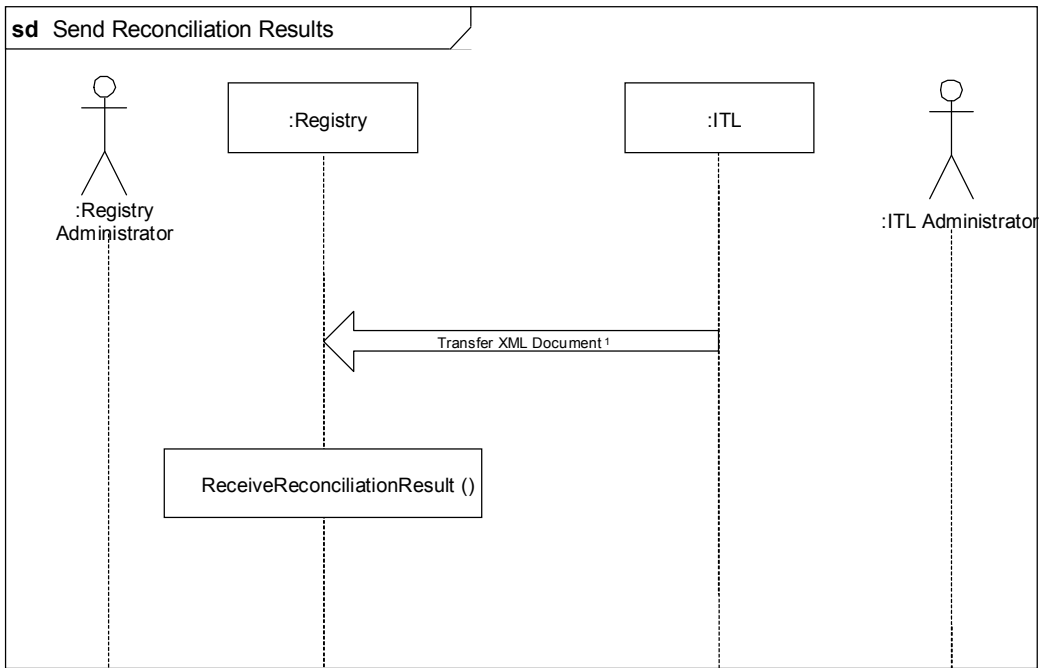 sd Send Reconciliation Results
:Registry
:ITL
:Registry
Administrator
:ITL Administrator
Transfer XML Document 1
ReceiveReconciliationResult ()